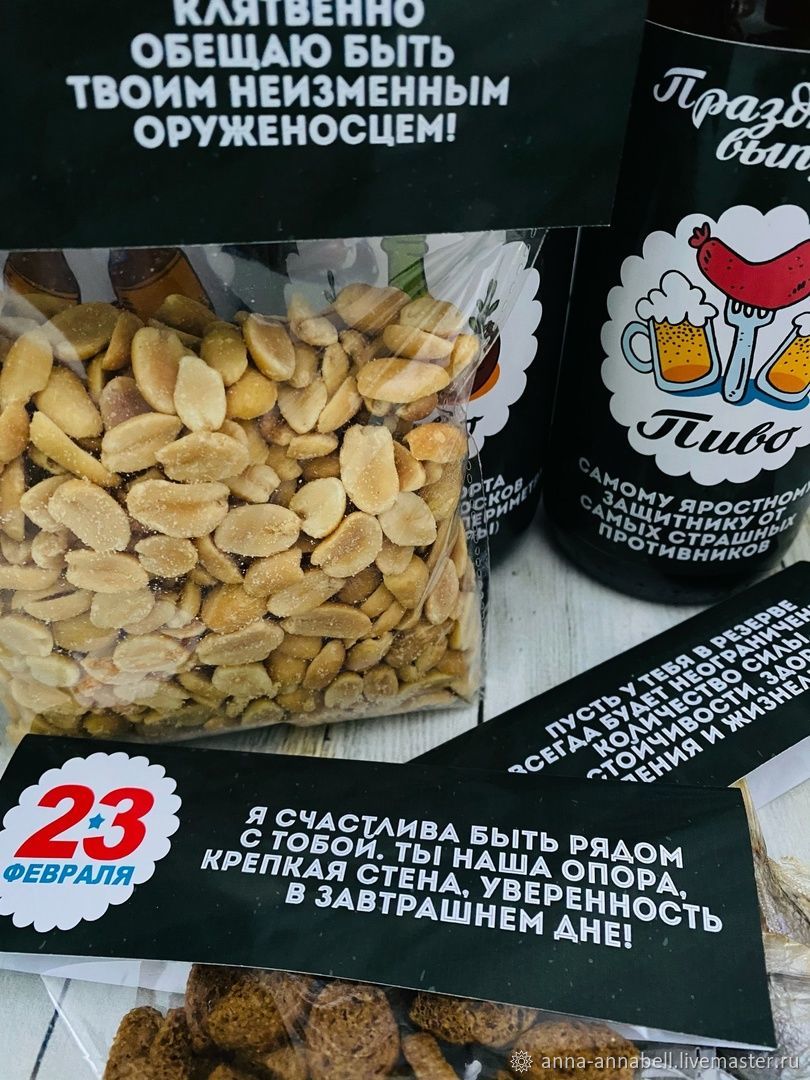 КЛЯТВЕННО
ОБЕЩАЮ БЫТЬ
ТВОИМ НЕИЗМЕННЫМ
ОРУЖЕНОСЦЕМ!
Пиво
САМОМУ ЯРОСТНОМУ
ЗАЩИТНИКУ ОТ
САМЫХ СТРАШНЫХ
ПРОТИВНИКОВ
ПУСТЬ У ТЕБЯ В РЕЗЕРВЕ
ВСЕГДА БУДЕТ
КОЛИЧЕСТВО СИЛЫ
23
ФЕВРАЛЯ
Я СЧАСТЛИВА БЫТЬ РЯДОМ
С ТОБОЙ. ТЫ НАША ОПОРА,
КРЕПКАЯ СТЕНА, УВЕРЕННОСТЬ
В ЗАВТРАШНЕМ ДНЕ!
anna-annabell.livemaster.ru